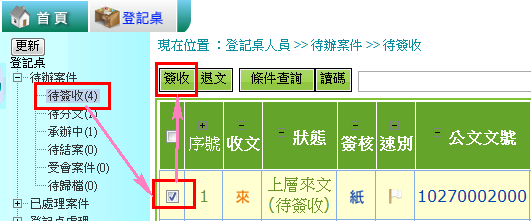 首頁
登記桌
更新
現在位置 ：登記桌人員 >> 待辦案件 >> 待簽收
登記桌
待辦案件
待簽收(4)
待分文(1)
承辦中(1)
待結案(0)
受會案件(0)
待歸檔(0)
已處理案件
簽收 退文 條件查詢 讀碼
序號 收文 狀態 簽核 速別 公文文號
1 來 上層來文 紙 10270002000
(待簽收)